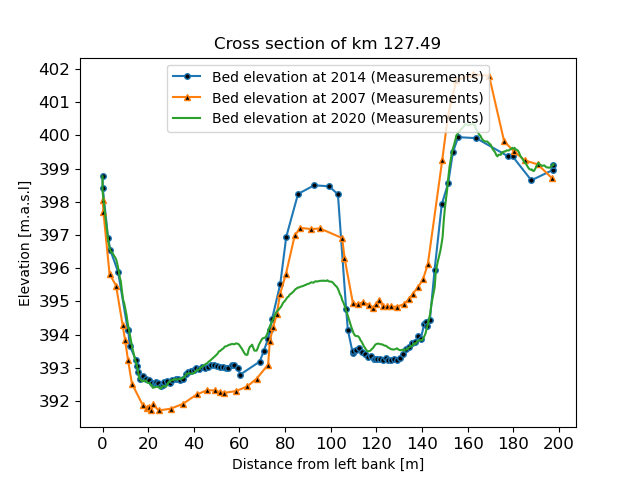 Cross section of km 127.49
Bed elevation at 2014 (Measurements)
Bed elevation at 2007 (Measurements)
Bed elevation at 2020 (Measurements)
Elevation [m.a.s.l]
402
401
400
399
398
397
396
395
394
393
392
0 20 40 60 80 100 120 140 160 180 200
Distance from left bank [m]